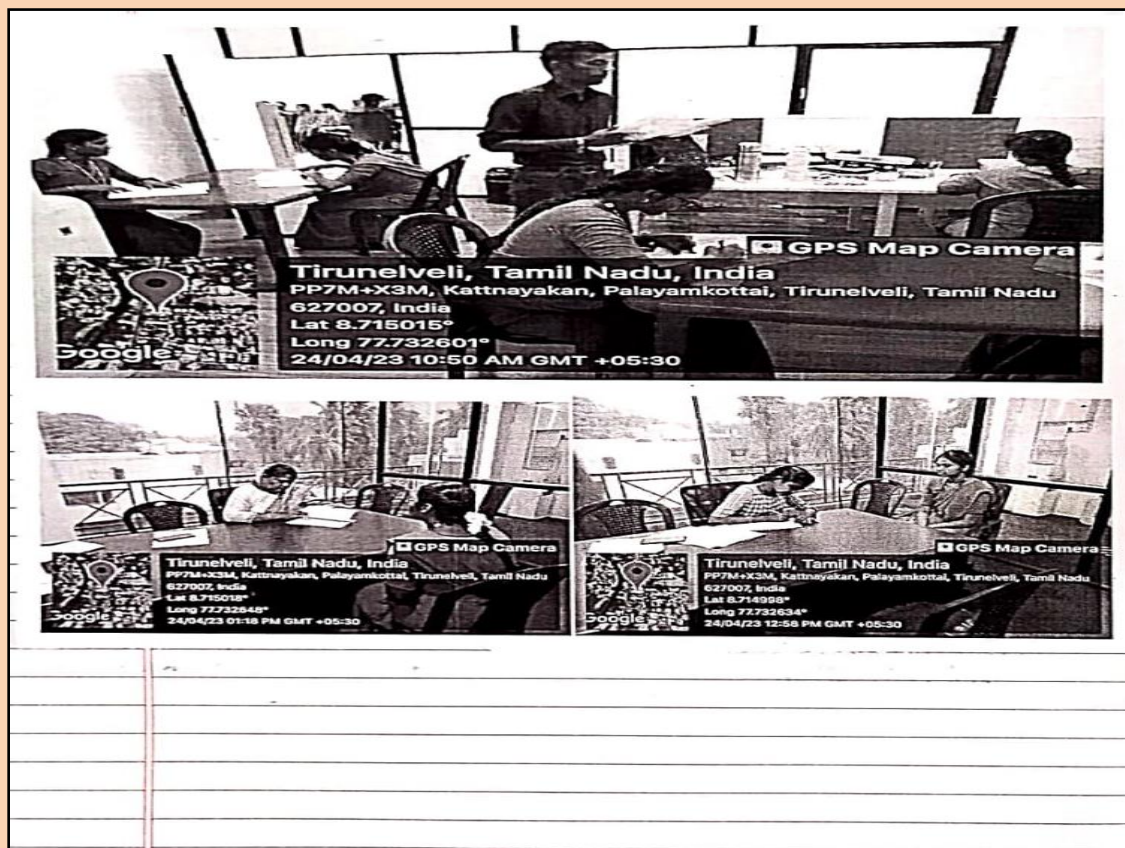 GPS Map Camera
Tirunelveli, Tamil Nadu, India
PP7M+X3M, Kattnayakan, Palayamkottai, Tirunelveli, Tamil Nadu
627007, India
Lat 8.715015°
Long 77.732601°
24/04/23 10:50 AM GMT +05:30
Google
GPS Map Camera
Tirunelveli, Tamil Nadu, India
PP7M+X3M, Kattnayakan, Palayamkottai, Tirunelveli, Tamil Nadu
627007, India
Lat 8.715018°
Long 77.732648°
24/04/23 01:18 PM GMT +05:30
Google
GPS Map Camera
Tirunelveli, Tamil Nadu, India
PP7M+X3M, Kattnayakan, Palayamkottai, Tirunelveli, Tamil Nadu
627007, India
Lat 8.714998°
Long 77.732634°
24/04/23 12:58 PM GMT +05:30
Google